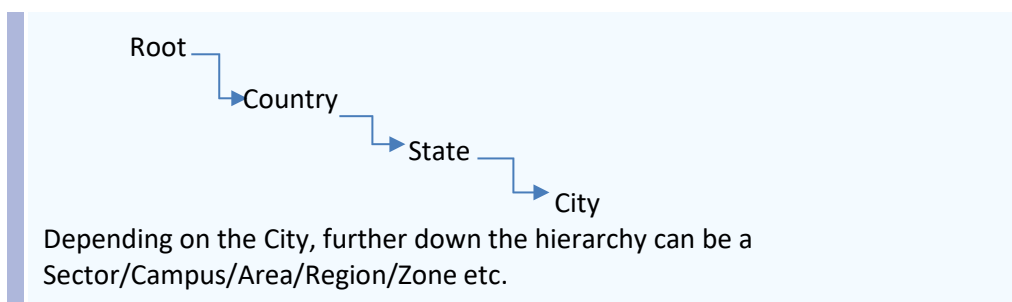 Root
Country
State
City
Depending on the City, further down the hierarchy can be a
Sector/Campus/Area/Region/Zone etc.